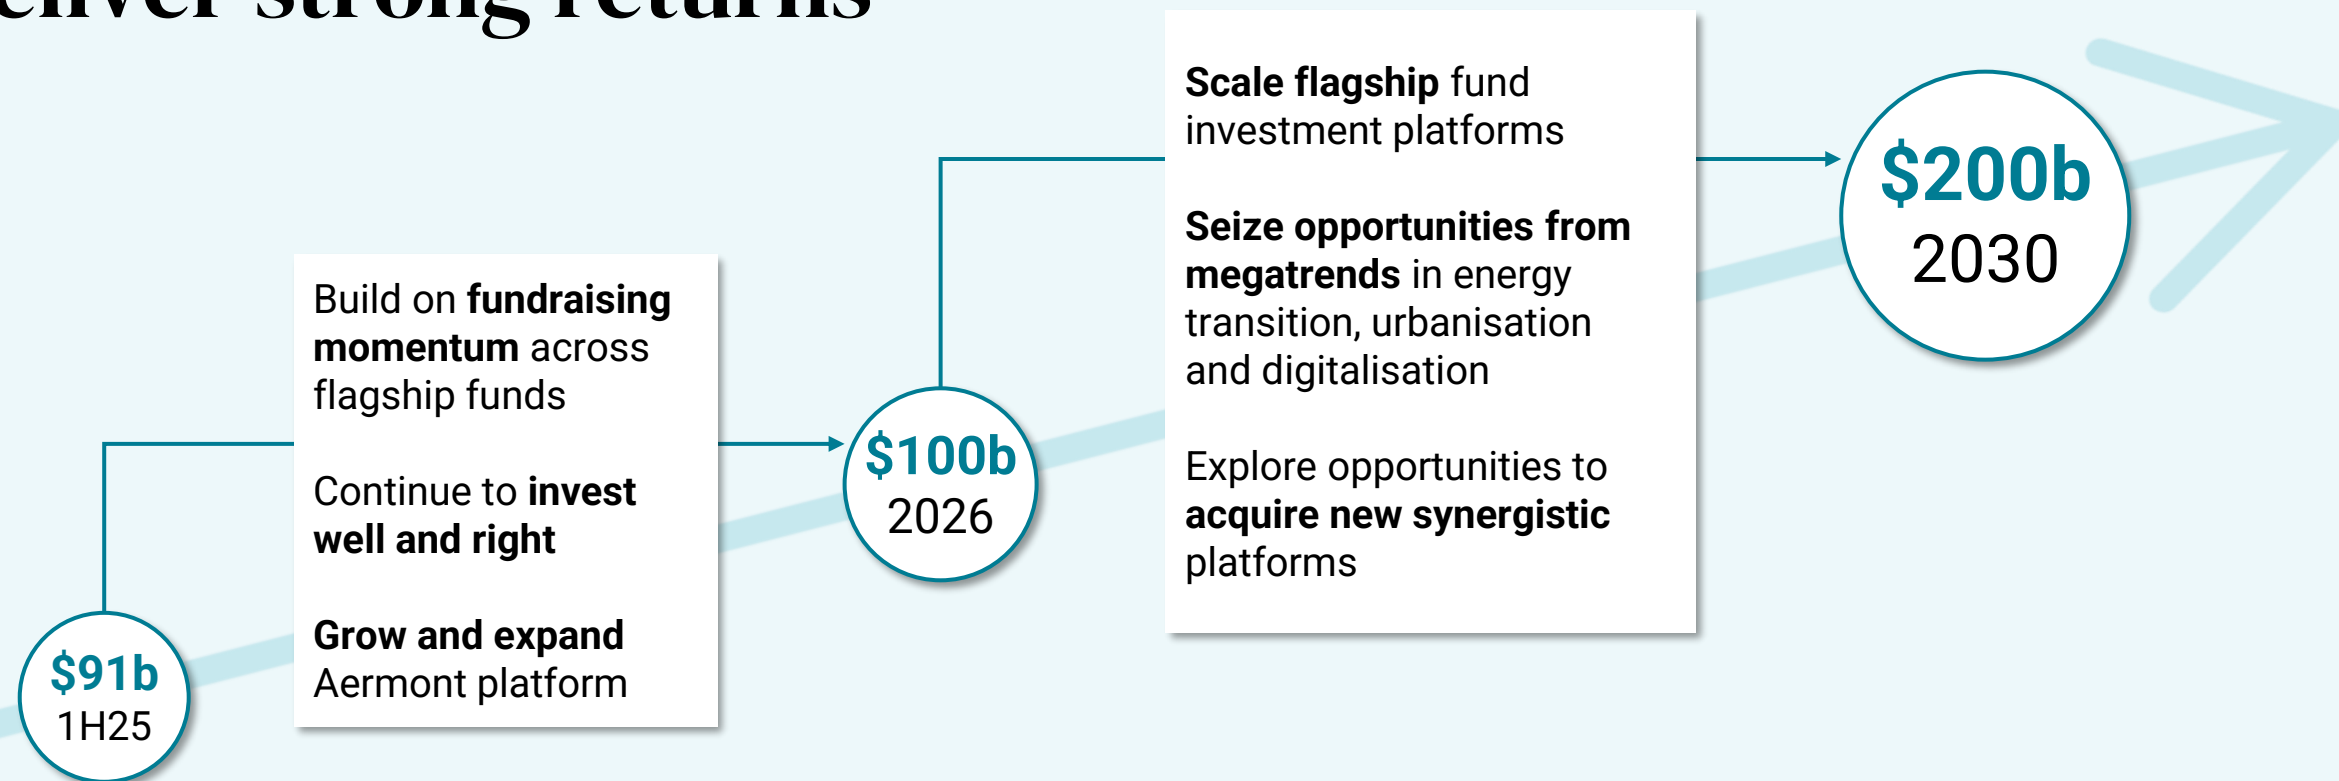 strong returns
Build on fundraising
momentum across
flagship funds
Continue to invest
well and right
Grow and expand
Aermont platform
$91b
1H25
$100b
2026
Scale flagship fund
investment platforms
Seize opportunities from
megatrends in energy
transition, urbanisation
and digitalisation
Explore opportunities to
acquire new synergistic
platforms
$200b
2030